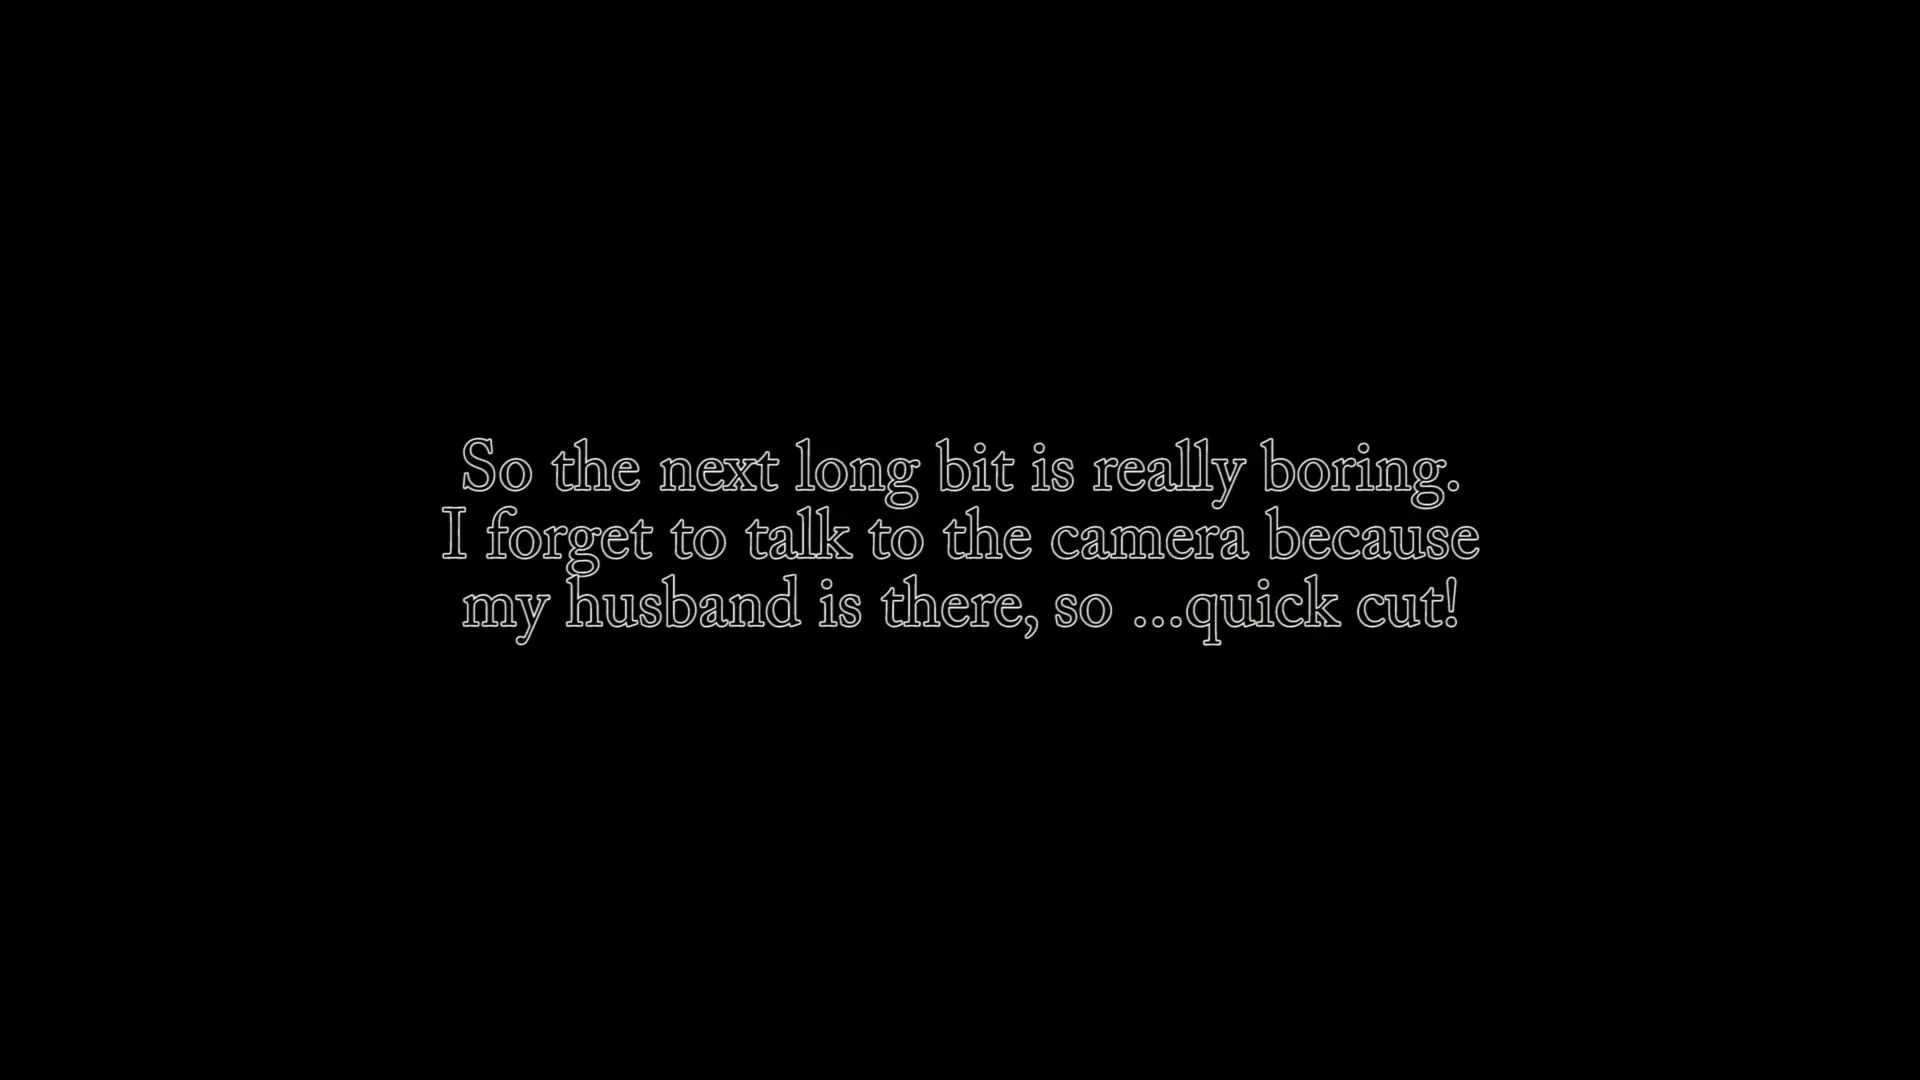 So the next long bit is really boring.
I forget to talk to the camera because
my husband is there, so ...quick cut!